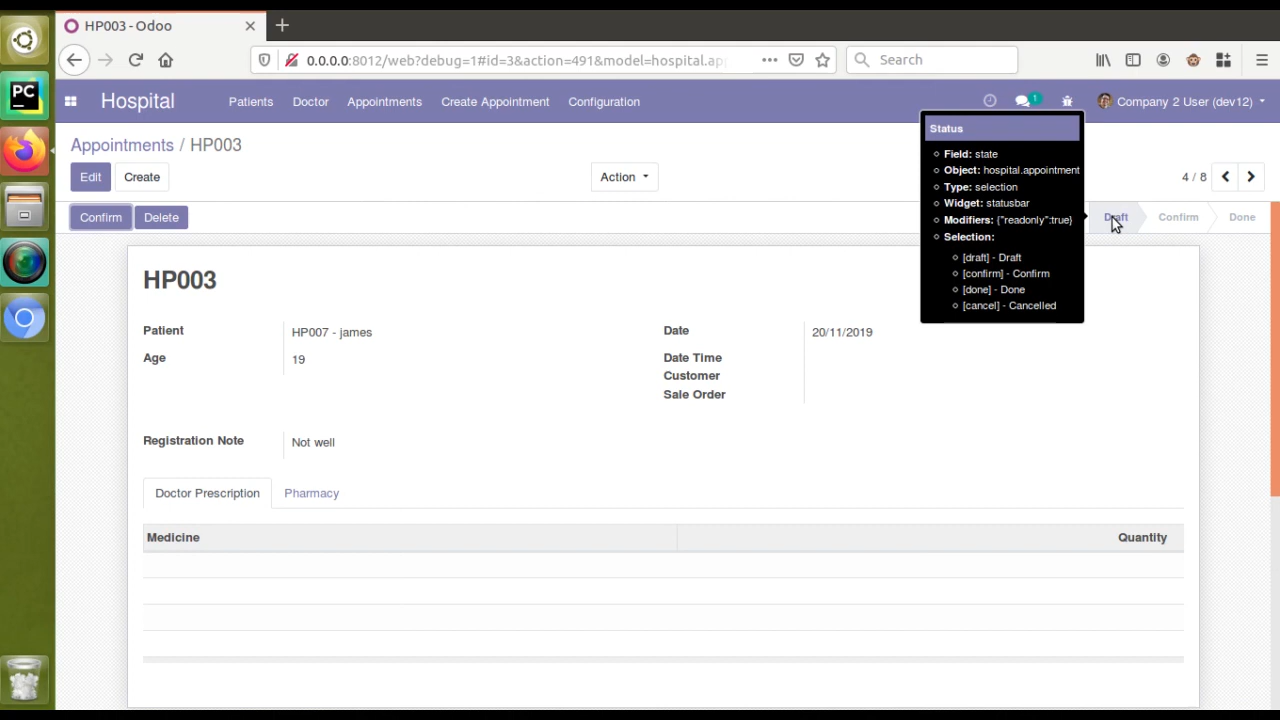 HP003 - Odoo
0.0.0.0:8012/web?debug=1#id=3&action=491&model=hospital.ap
Search
PC
Hospital
Patients
Doctor
Appointments
Create Appointment
Configuration
1
Company 2 User (dev12)
Appointments / HP003
Edit
Create
Action
4 / 8
Confirm
Delete
Draft
Confirm
Done
Status
Field: state
Object: hospital.appointment
Type: selection
Widget: statusbar
Modifiers: {"readonly":true}
Selection:
[draft] - Draft
[confirm] - Confirm
[done] - Done
[cancel] - Cancelled
HP003
Patient
HP007 - james
Age
19
Date
20/11/2019
Date Time
Customer
Sale Order
Registration Note
Not well
Doctor Prescription
Pharmacy
Medicine
Quantity